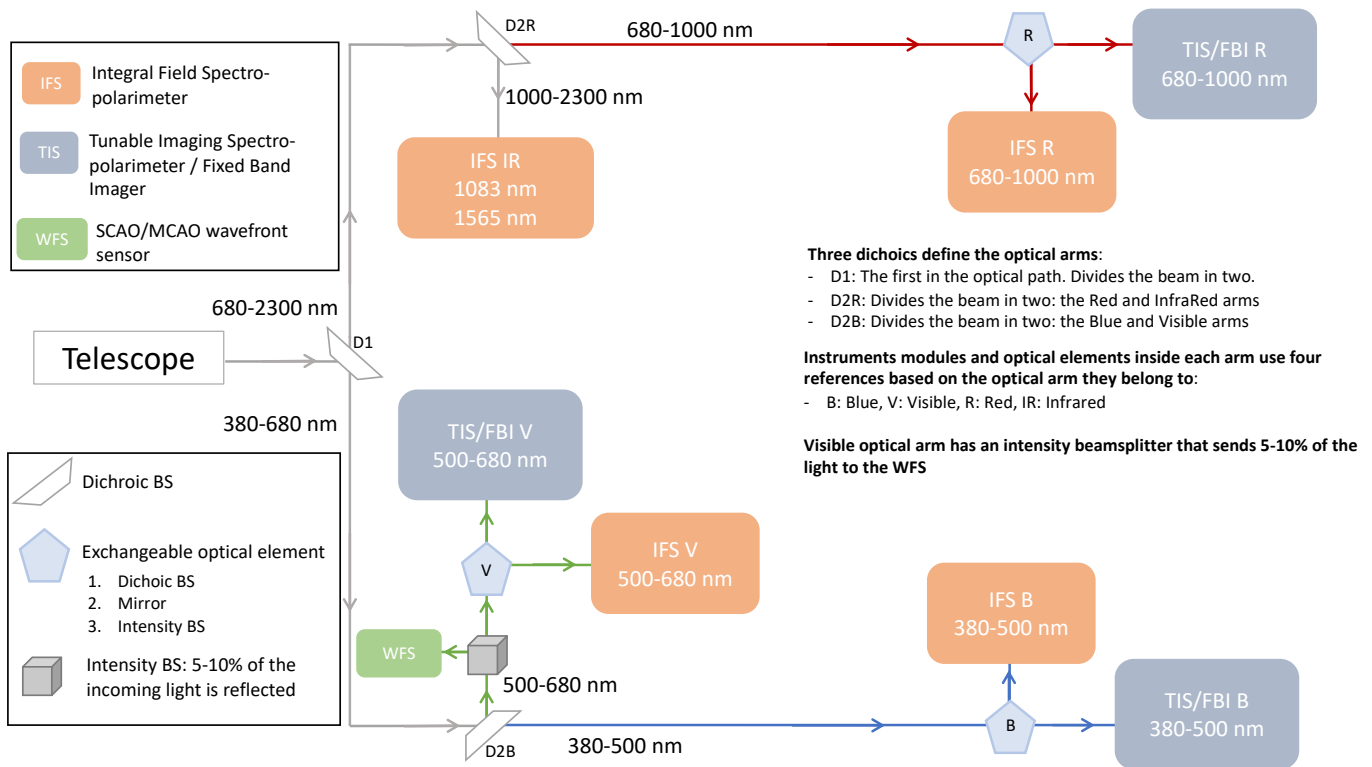 IFS
Integral Field Spectro-
polarimeter
TIS
Tunable Imaging Spectro-
polarimeter / Fixed Band
Imager
WFS
SCAO/MCAO wavefront
sensor
D2R
680-1000 nm
R
TIS/FBI R
680-1000 nm
1000-2300 nm
IFS IR
1083 nm
1565 nm
IFS R
680-1000 nm
680-2300 nm
Telescope
D1
380-680 nm
Three dichoics define the optical arms:
- D1: The first in the optical path. Divides the beam in two.
- D2R: Divides the beam in two: the Red and InfraRed arms
- D2B: Divides the beam in two: the Blue and Visible arms
Instruments modules and optical elements inside each arm use four
references based on the optical arm they belong to:
- B: Blue, V: Visible, R: Red, IR: Infrared
Visible optical arm has an intensity beamsplitter that sends 5-10% of the
light to the WFS
Dichroic BS
Exchangeable optical element
1. Dichoic BS
2. Mirror
3. Intensity BS
Intensity BS: 5-10% of the
incoming light is reflected
TIS/FBI V
500-680 nm
V
IFS V
500-680 nm
WFS
500-680 nm
D2B
380-500 nm
IFS B
380-500 nm
B
TIS/FBI B
380-500 nm